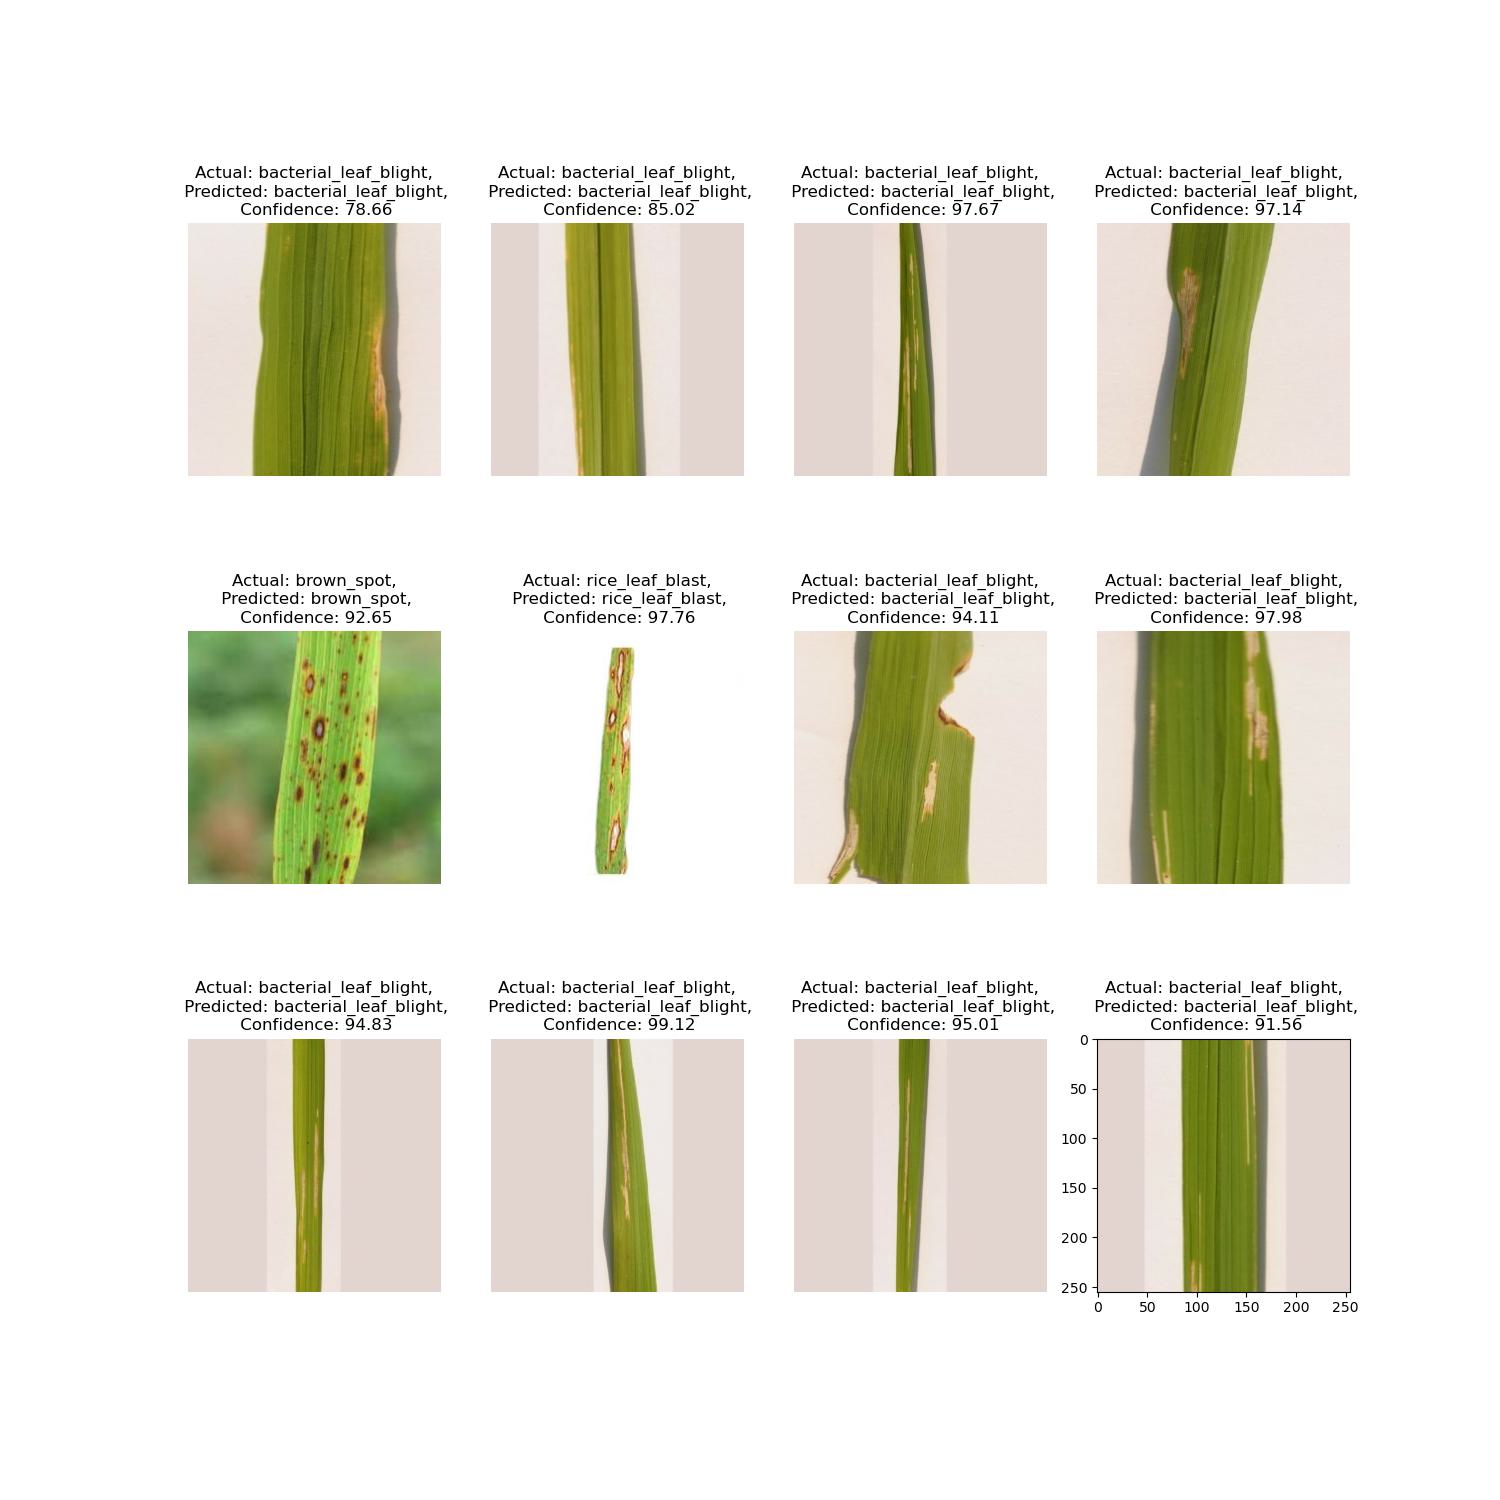 Actual: bacterial_leaf_blight,
Predicted: bacterial_leaf_blight,
Confidence: 78.66
Actual: bacterial_leaf_blight,
Predicted: bacterial_leaf_blight,
Confidence: 85.02
Actual: bacterial_leaf_blight,
Predicted: bacterial_leaf_blight,
Confidence: 97.67
Actual: bacterial_leaf_blight,
Predicted: bacterial_leaf_blight,
Confidence: 97.14
Actual: brown_spot,
Predicted: brown_spot,
Confidence: 92.65
Actual: rice_leaf_blast,
Predicted: rice_leaf_blast,
Confidence: 97.76
Actual: bacterial_leaf_blight,
Predicted: bacterial_leaf_blight,
Confidence: 94.11
Actual: bacterial_leaf_blight,
Predicted: bacterial_leaf_blight,
Confidence: 97.98
Actual: bacterial_leaf_blight,
Predicted: bacterial_leaf_blight,
Confidence: 94.83
Actual: bacterial_leaf_blight,
Predicted: bacterial_leaf_blight,
Confidence: 99.12
Actual: bacterial_leaf_blight,
Predicted: bacterial_leaf_blight,
Confidence: 95.01
Actual: bacterial_leaf_blight,
Predicted: bacterial_leaf_blight,
Confidence: 91.56
0
50
100
150
200
250
0 50 100 150 200 250